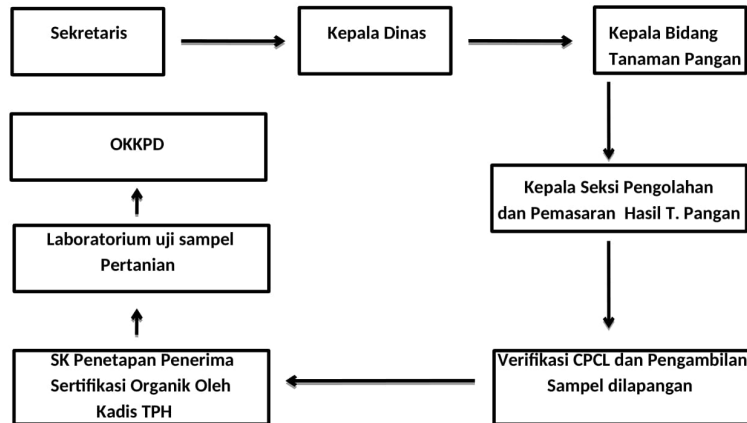 Sekretaris
Kepala Dinas
Kepala Bidang
Tanaman Pangan
Kepala Seksi Pengolahan
dan Pemasaran Hasil T. Pangan
Verifikasi CPCL dan Pengambilan
Sampel dilapangan
SK Penetapan Penerima
Sertifikasi Organik Oleh
Kadis TPH
Laboratorium uji sampel
Pertanian
OKKPD